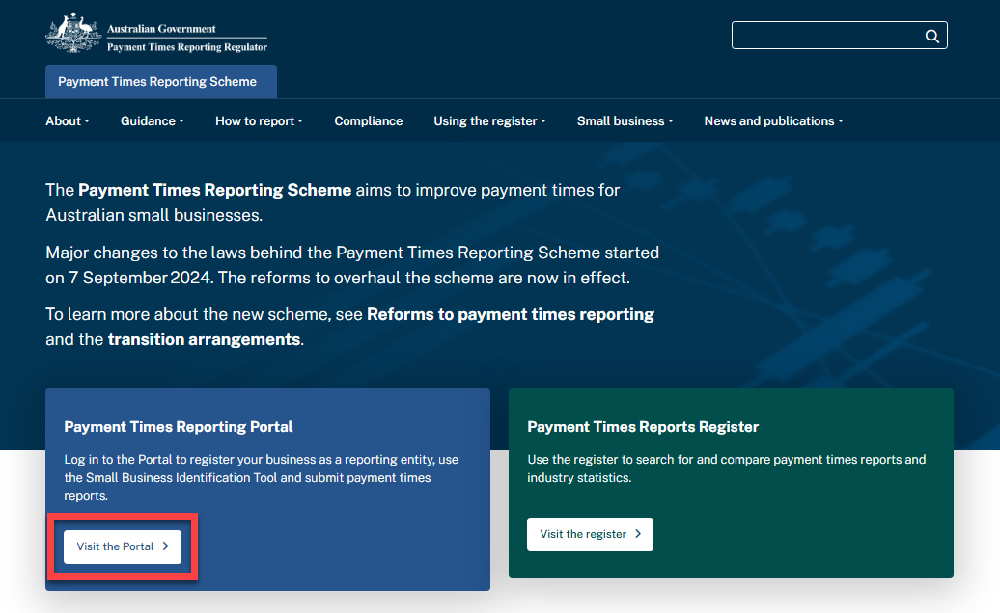 Australian Government
Payment Times Reporting Regulator
Payment Times Reporting Scheme
About
Guidance
How to report
Compliance
Using the register
Small business
News and publications
The Payment Times Reporting Scheme aims to improve payment times for
Australian small businesses.
Major changes to the laws behind the Payment Times Reporting Scheme started
on 7 September 2024. The reforms to overhaul the scheme are now in effect.
To learn more about the new scheme, see Reforms to payment times reporting
and the transition arrangements.
Payment Times Reporting Portal
Log in to the Portal to register your business as a reporting entity, use
the Small Business Identification Tool and submit payment times
reports.
Visit the Portal
Payment Times Reports Register
Use the register to search for and compare payment times reports and
industry statistics.
Visit the register